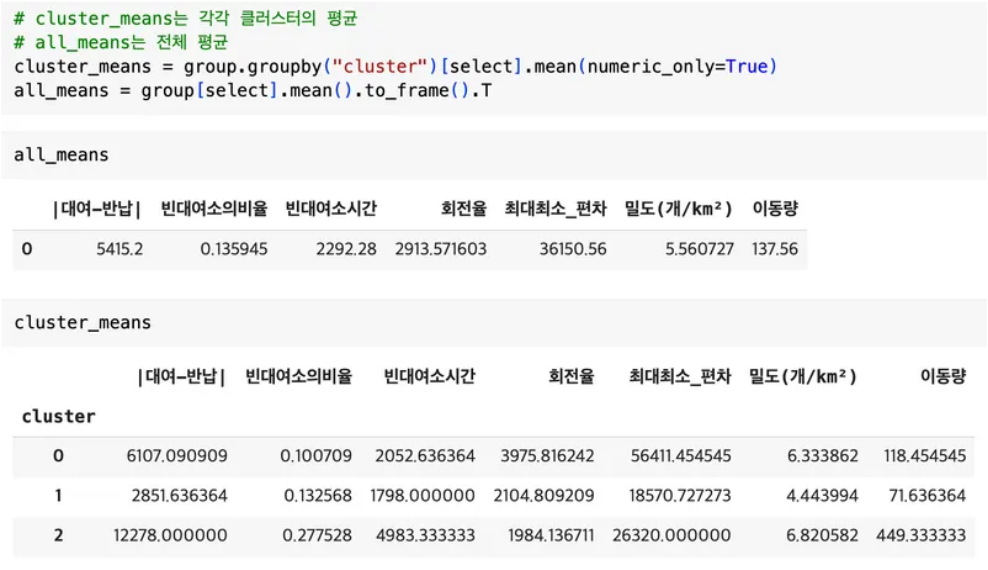 # cluster_means는 각각 클러스터의 평균
# all_means는 전체 평균
cluster_means = group.groupby("cluster")[select].mean(numeric_only=True)
all_means = group[select].mean().to_frame().T
all_means
|대여-반납| 빈대여소의비율 빈대여소시간 회전율 최대최소_편차 밀도(개/km²) 이동량
0 5415.2 0.135945 2292.28 2913.571603 36150.56 5.560727 137.56
cluster_means
|대여-반납| 빈대여소의비율 빈대여소시간 회전율 최대최소_편차 밀도(개/km²) 이동량
cluster
0 6107.090909 0.100709 2052.636364 3975.816242 56411.454545 6.333862 118.454545
1 2851.636364 0.132568 1798.000000 2104.809209 18570.727273 4.443994 71.636364
2 12278.000000 0.277528 4983.333333 1984.136711 26320.000000 6.820582 449.333333